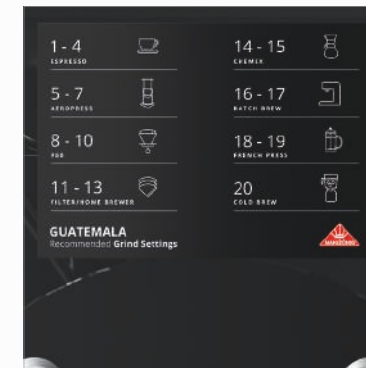 1 - 4
ESPRESSO
5 - 7
AEROPRESS
8 - 10
V60
11 - 13
FILTER/HOME BREWER
14 - 15
CHEMEX
16 - 17
BATCH BREW
18 - 19
FRENCH PRESS
20
COLD BREW
GUATEMALA
Recommended Grind Settings
MAHLKÖNIG